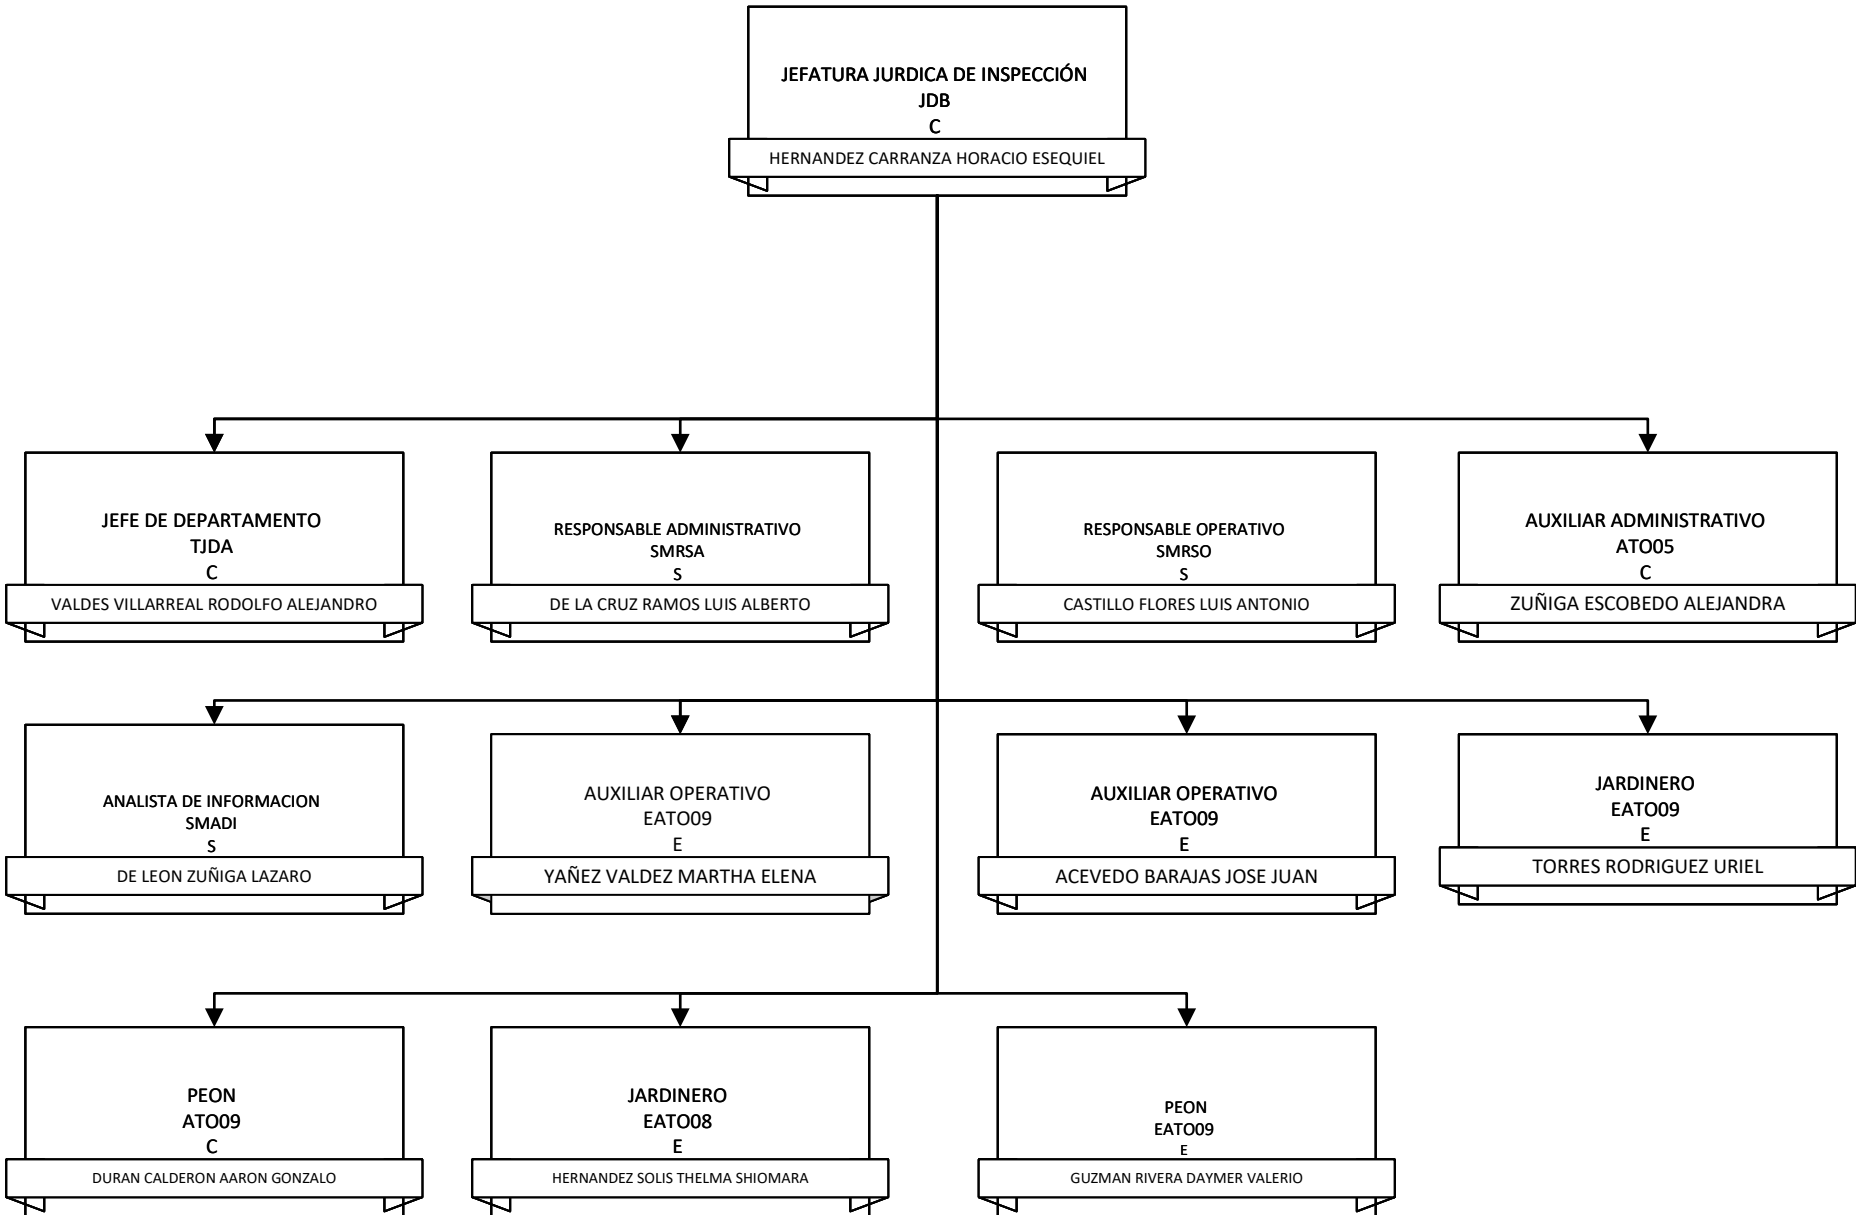 JEFATURA JURDICA DE INSPECCIÓN
JDB
C
HERNANDEZ CARRANZA HORACIO ESEQUIEL
JEFE DE DEPARTAMENTO
TJDA
C
VALDES VILLARREAL RODOLFO ALEJANDRO
RESPONSABLE ADMINISTRATIVO
SMRSA
S
DE LA CRUZ RAMOS LUIS ALBERTO
RESPONSABLE OPERATIVO
SMRSO
S
CASTILLO FLORES LUIS ANTONIO
AUXILIAR ADMINISTRATIVO
ATO05
C
ZUÑIGA ESCOBEDO ALEJANDRA
ANALISTA DE INFORMACION
SMADI
S
DE LEON ZUÑIGA LAZARO
AUXILIAR OPERATIVO
EATO09
E
YAÑEZ VALDEZ MARTHA ELENA
AUXILIAR OPERATIVO
EATO09
E
ACEVEDO BARAJAS JOSE JUAN
JARDINERO
EATO09
E
TORRES RODRIGUEZ URIEL
PEON
ATO09
C
DURAN CALDERON AARON GONZALO
JARDINERO
EATO08
E
HERNANDEZ SOLIS THELMA SHIOMARA
PEON
EATO09
E
GUZMAN RIVERA DAYMER VALERIO